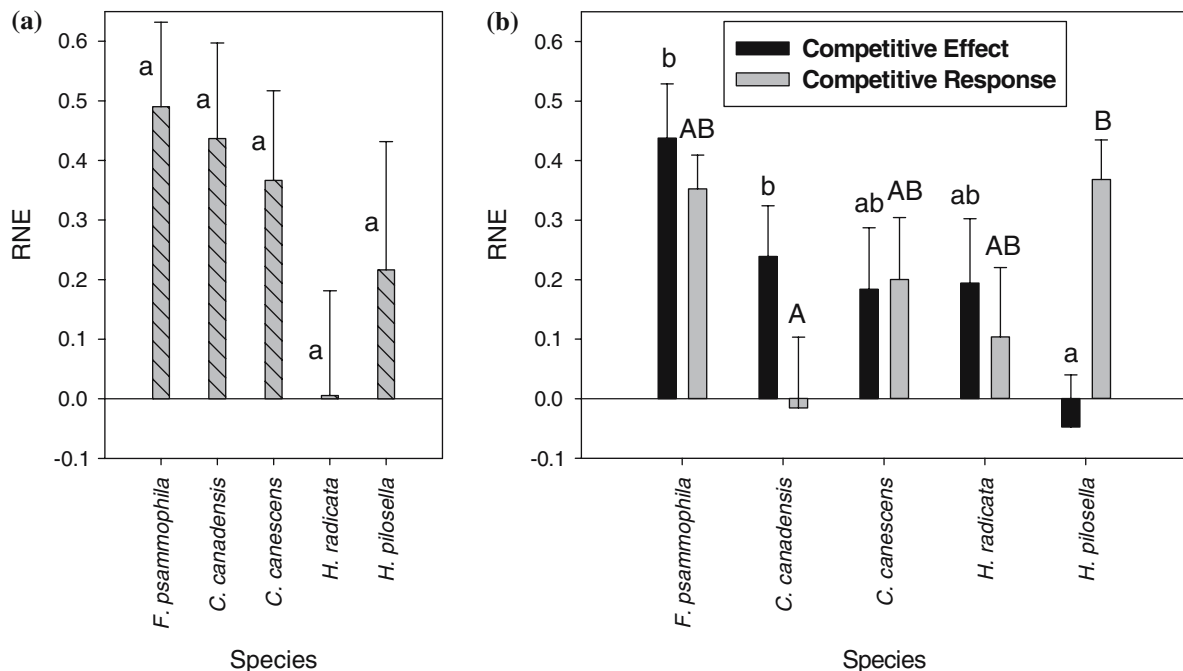 (a)
0.6
0.5
0.4
0.3
0.2
0.1
0.0
-0.1
RNE
a
a
a
a
a
F. psammophila
C. canadensis
C. canescens
H. radicata
H. pilosella
Species
(b)
0.6
0.5
0.4
0.3
0.2
0.1
0.0
-0.1
RNE
Competitive Effect
Competitive Response
b
AB
b
A
ab
AB
ab
AB
a
B
F. psammophila
C. canadensis
C. canescens
H. radicata
H. pilosella
Species